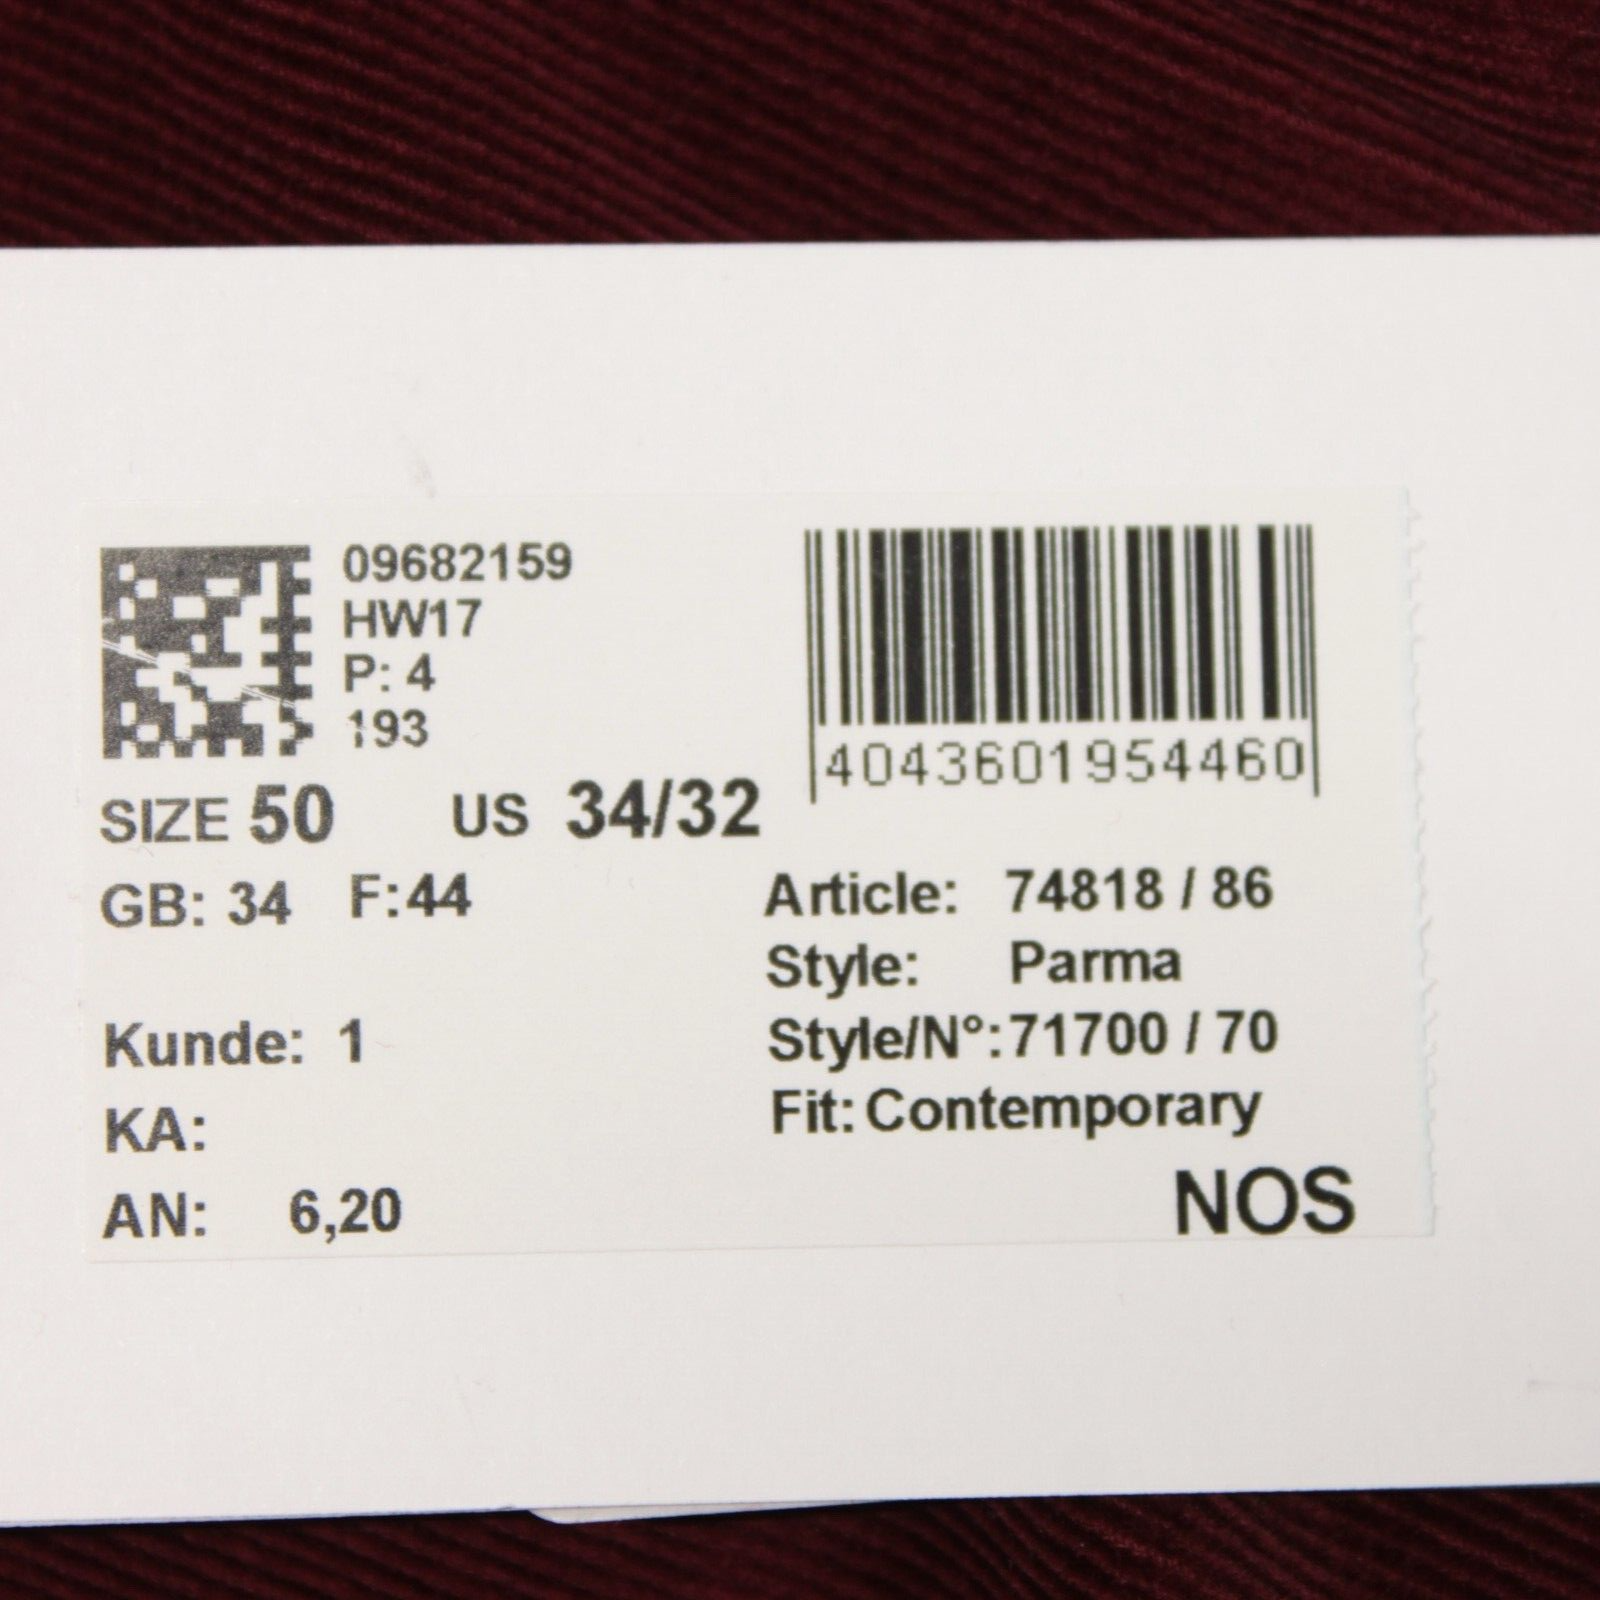 09682159
HW17
P: 4
193
4043601954460
SIZE 50 US 34/32
GB: 34 F:44
Article: 74818 / 86
Style: Parma
Kunde: 1
Style/N°:71700 / 70
KA:
Fit: Contemporary
AN: 6,20
NOS